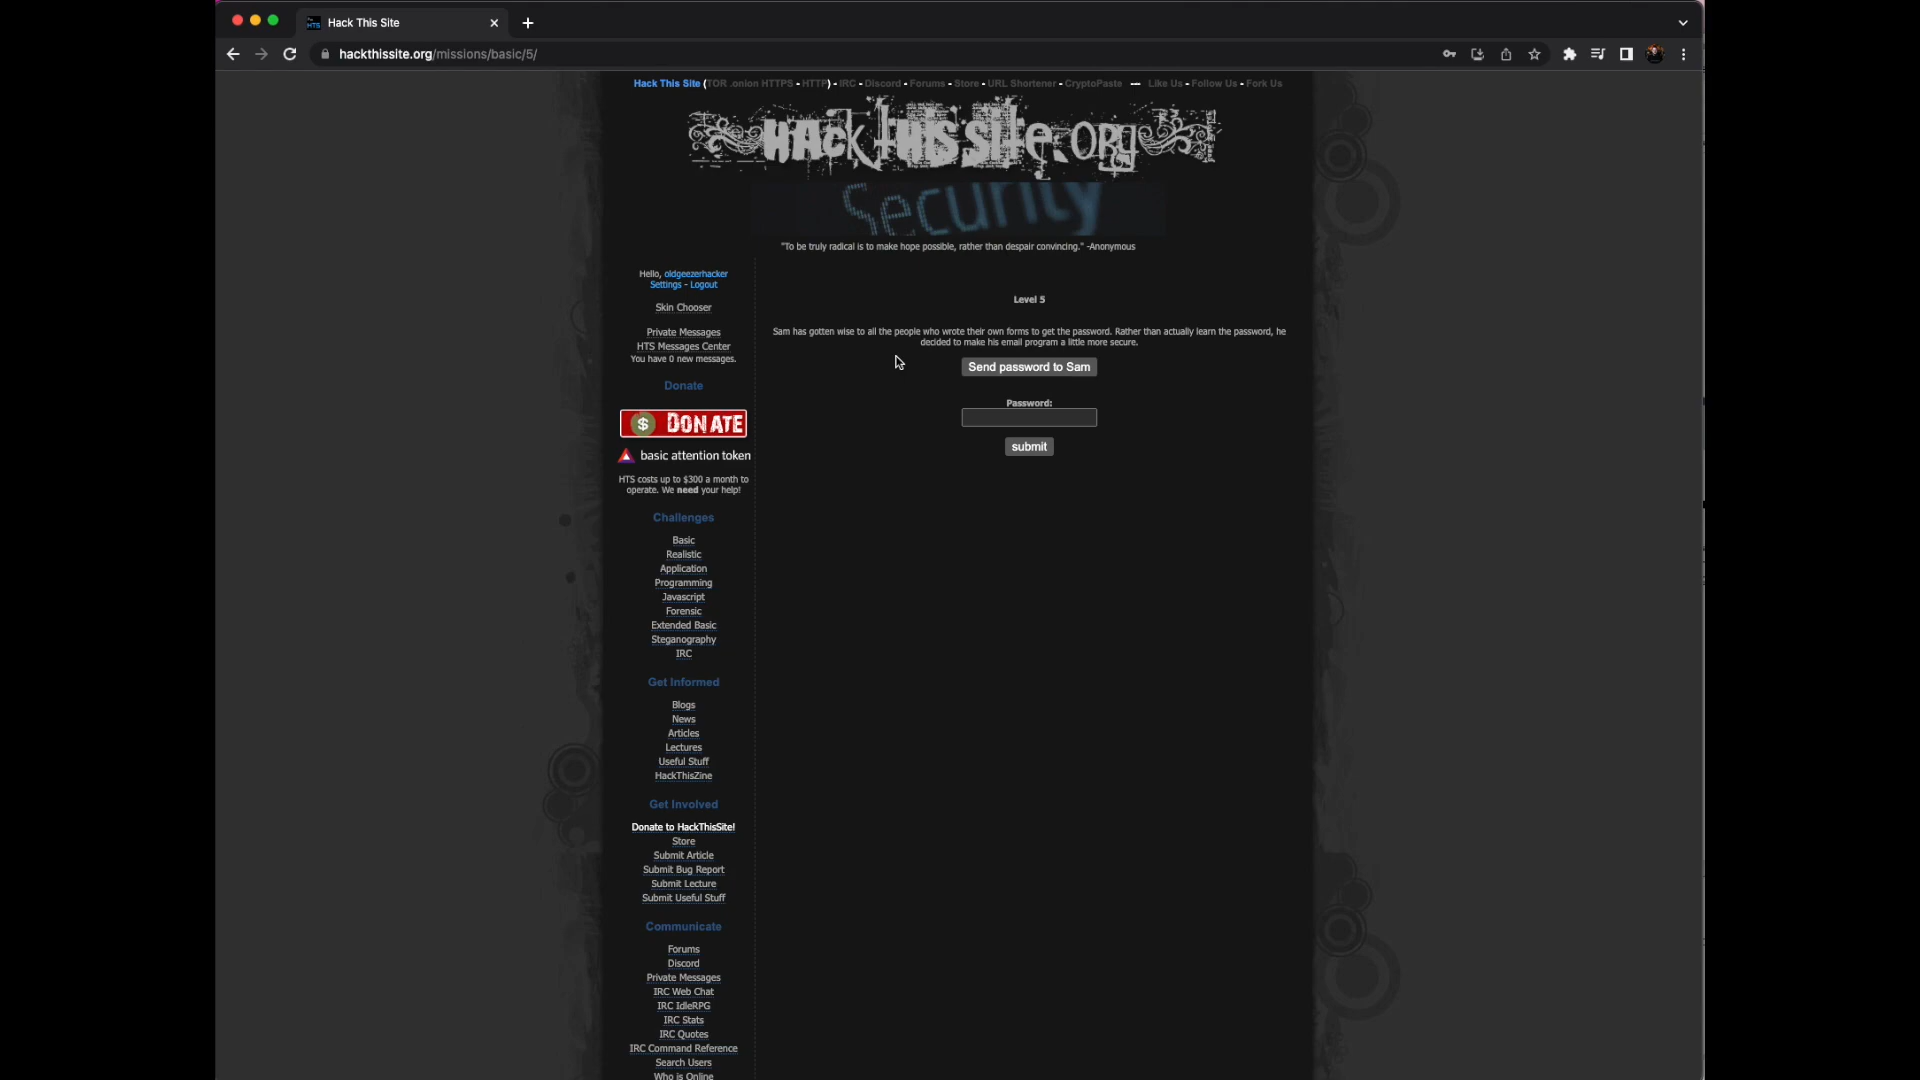 HTS Hack This Site
hackthissite.org/missions/basic/5/
Hack This Site (TOR .onion HTTPS - HTTP) - IRC - Discord - Forums - Store - URL Shortener - CryptoPaste — Like Us - Follow Us - Fork Us
HAck tHis Site.ORg
Security
"To be truly radical is to make hope possible, rather than despair convincing." -Anonymous
Hello, oldgeezerhacker
Settings - Logout
Skin Chooser
Private Messages
HTS Messages Center
You have 0 new messages.
Donate
$ DONATE
basic attention token
HTS costs up to $300 a month to
operate. We need your help!
Challenges
Basic
Realistic
Application
Programming
Javascript
Forensic
Extended Basic
Steganography
IRC
Get Informed
Blogs
News
Articles
Lectures
Useful Stuff
HackThisZine
Get Involved
Donate to HackThisSite!
Store
Submit Article
Submit Bug Report
Submit Lecture
Submit Useful Stuff
Communicate
Forums
Discord
Private Messages
IRC Web Chat
IRC IdleRPG
IRC Stats
IRC Quotes
IRC Command Reference
Search Users
Who is Online
Level 5
Sam has gotten wise to all the people who wrote their own forms to get the password. Rather than actually learn the password, he
decided to make his email program a little more secure.
Send password to Sam
Password:
submit